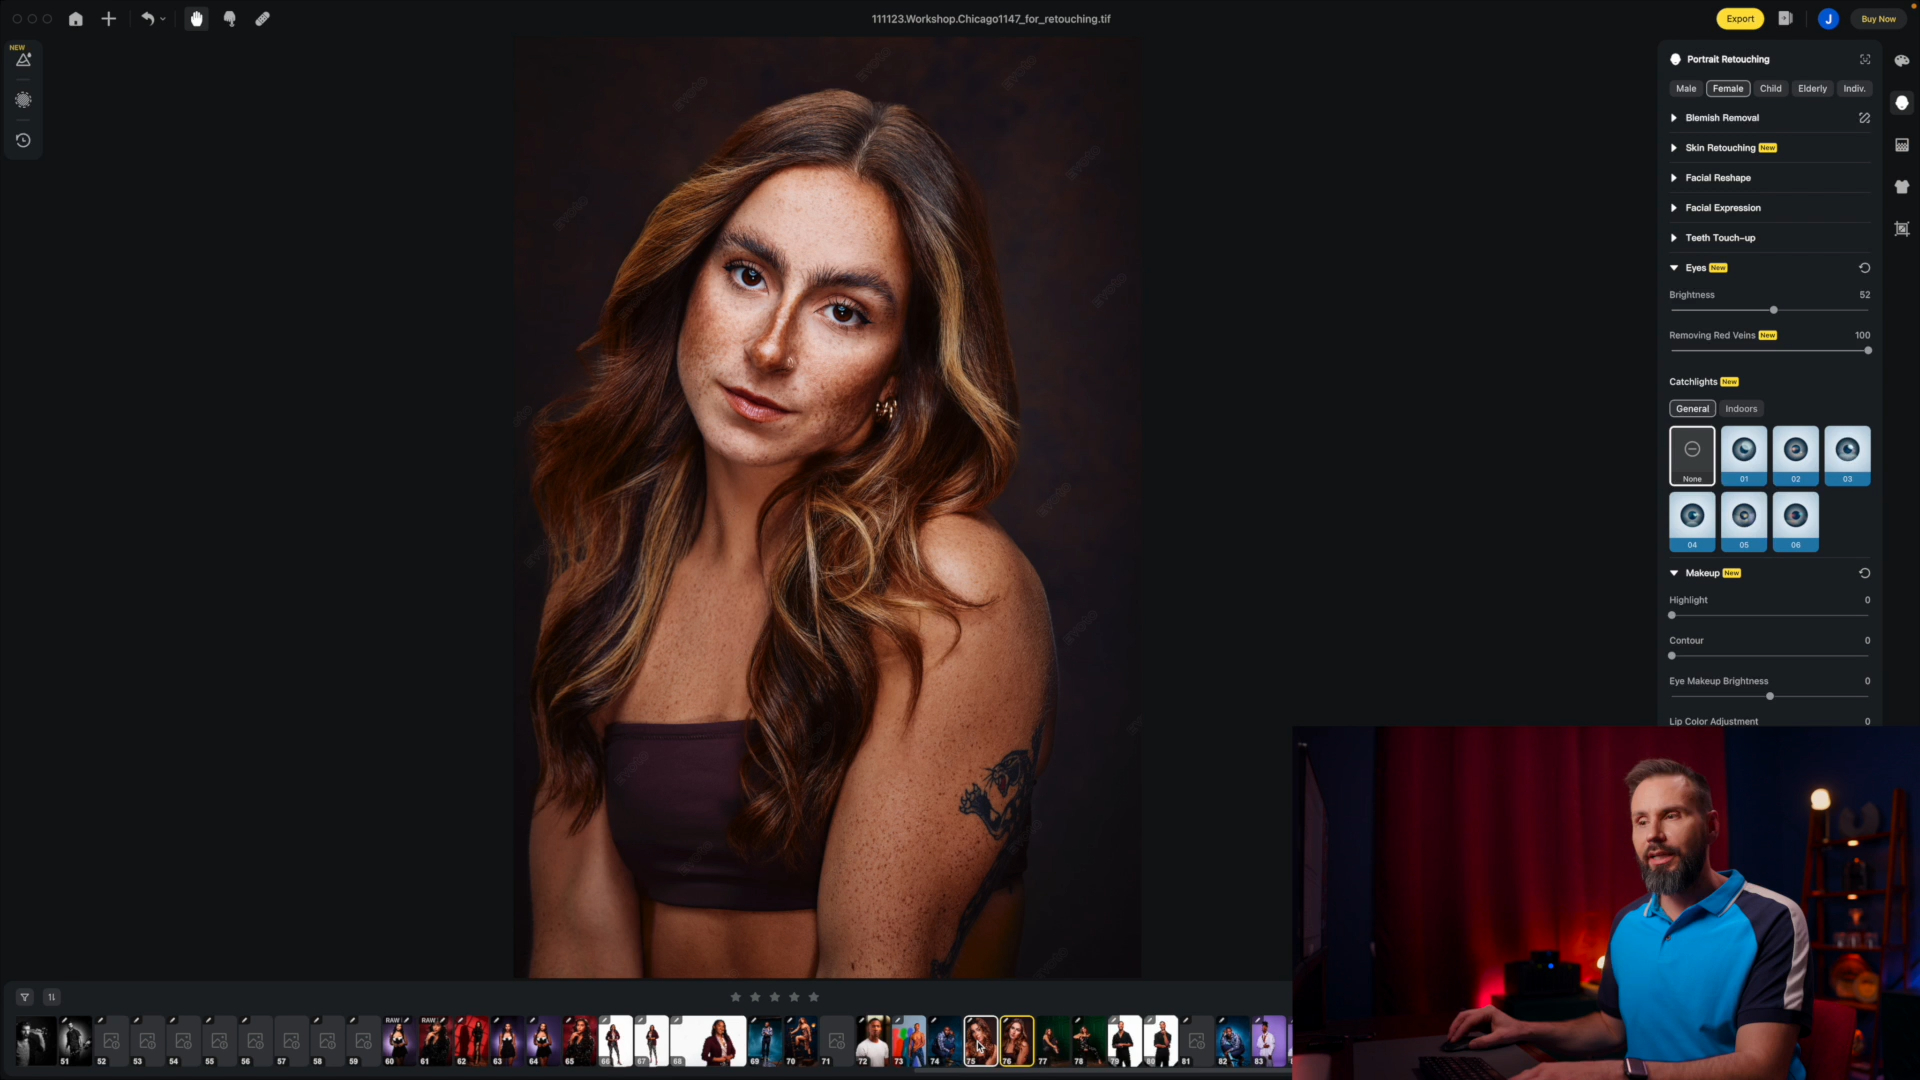 111123.Workshop.Chicago1147_for_retouching.tif
Export
J
Buy Now
NEW
Portrait Retouching
Male Female Child Elderly Indiv.
Blemish Removal
Skin Retouching New
Facial Reshape
Facial Expression
Teeth Touch-up
Eyes New
Brightness 52
Removing Red Veins New 100
Catchlights New
General Indoors
None 01 02 03
04 05 06
Makeup New
Highlight 0
Contour 0
Eye Makeup Brightness 0
Lip Color Adjustment 0
RAW RAW
51 52 53 54 55 56 57 58 59 60 61 62 63 64 65 66 67 68 69 70 71 72 73 74 75 76 77 78 79 80 81 82 83